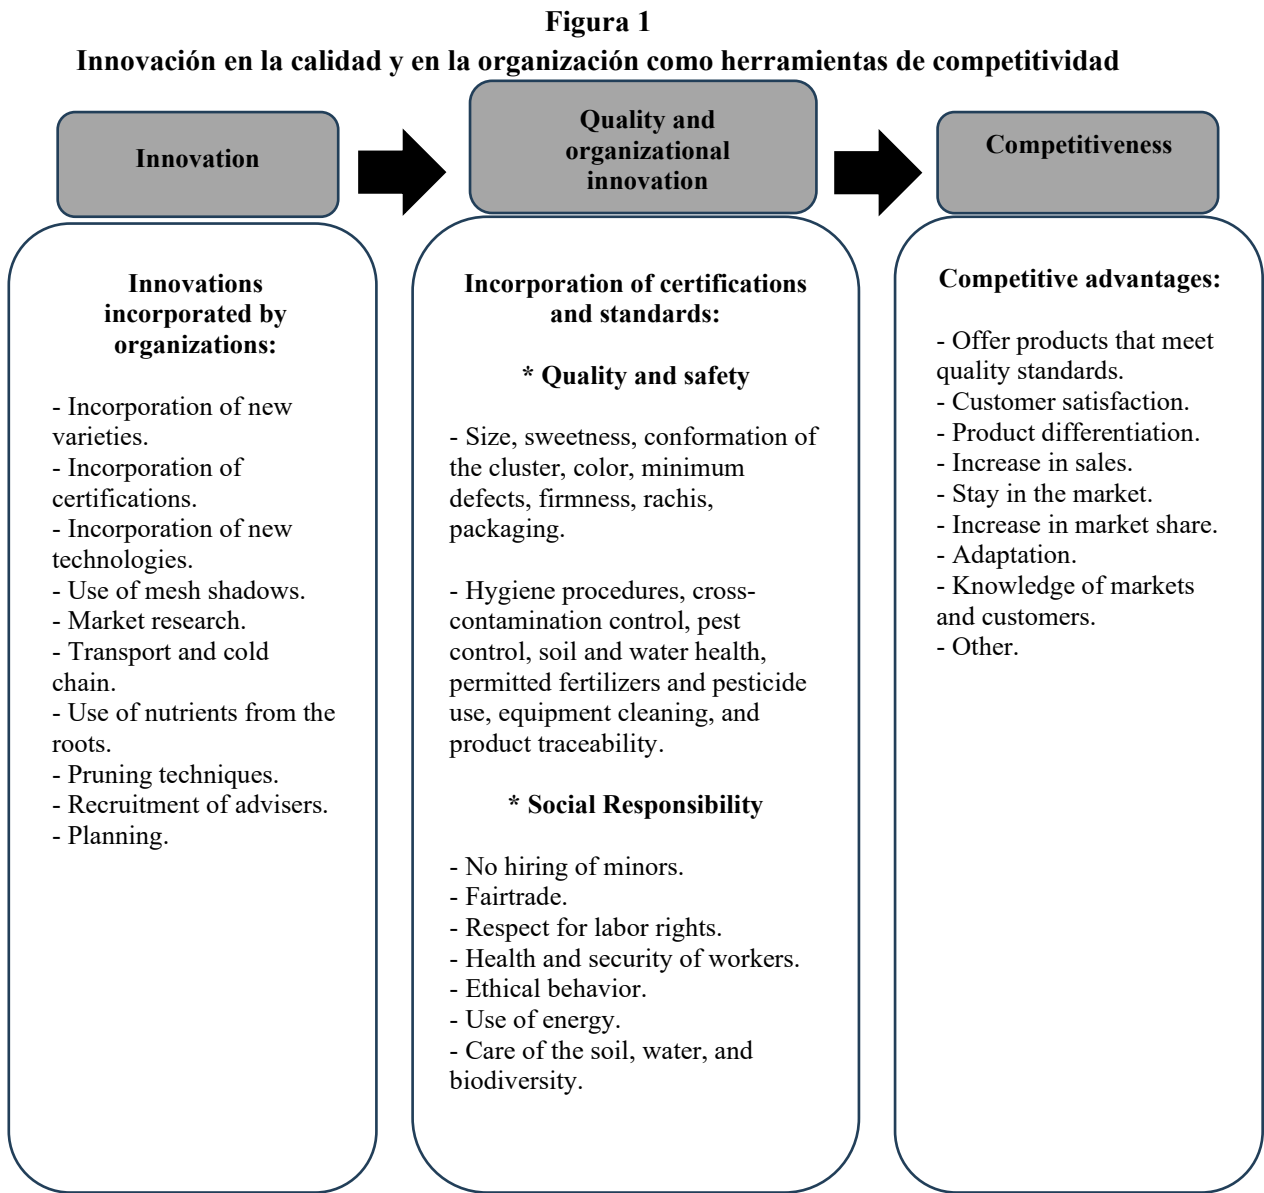 Figura 1
Innovación en la calidad y en la organización como herramientas de competitividad
Innovation
Quality and
organizational
innovation
Competitiveness
Innovations
incorporated by
organizations:
- Incorporation of new
varieties.
- Incorporation of
certifications.
- Incorporation of new
technologies.
- Use of mesh shadows.
- Market research.
- Transport and cold
chain.
- Use of nutrients from the
roots.
- Pruning techniques.
- Recruitment of advisers.
- Planning.
Incorporation of certifications
and standards:
* Quality and safety
- Size, sweetness, conformation of
the cluster, color, minimum
defects, firmness, rachis,
packaging.
- Hygiene procedures, cross-
contamination control, pest
control, soil and water health,
permitted fertilizers and pesticide
use, equipment cleaning, and
product traceability.
* Social Responsibility
- No hiring of minors.
- Fairtrade.
- Respect for labor rights.
- Health and security of workers.
- Ethical behavior.
- Use of energy.
- Care of the soil, water, and
biodiversity.
Competitive advantages:
- Offer products that meet
quality standards.
- Customer satisfaction.
- Product differentiation.
- Increase in sales.
- Stay in the market.
- Increase in market share.
- Adaptation.
- Knowledge of markets
and customers.
- Other.